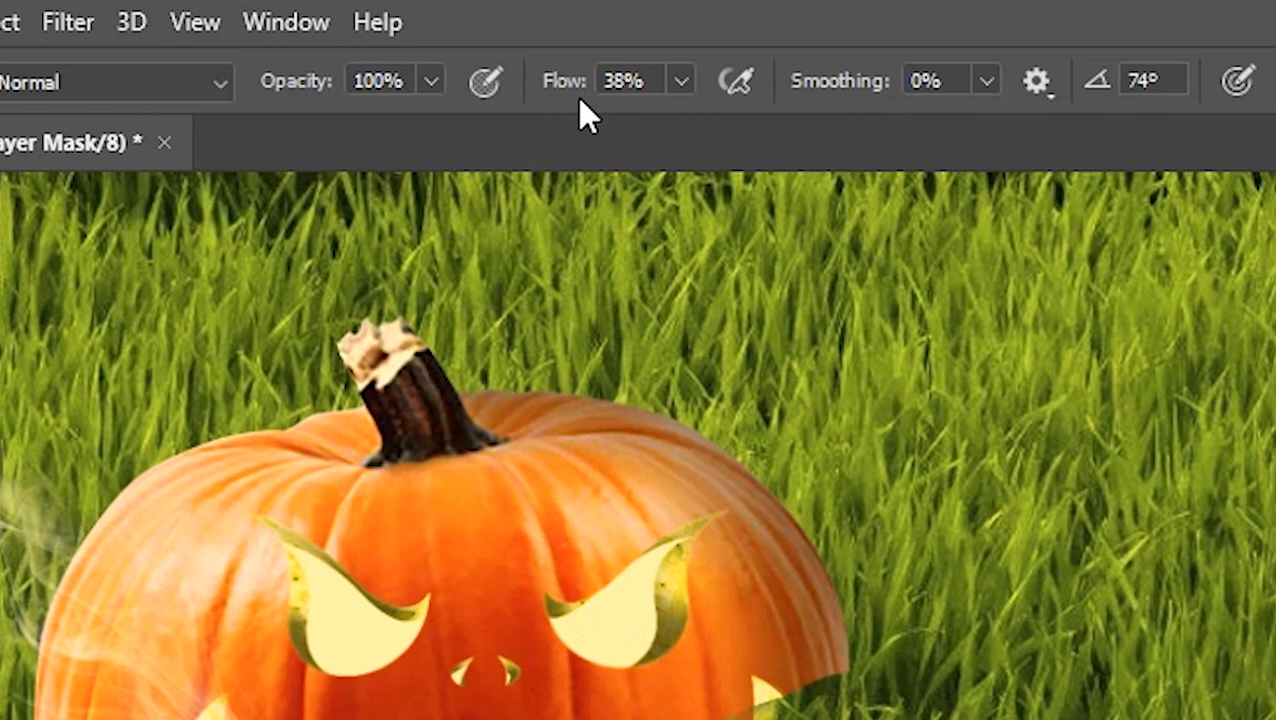 ct Filter 3D View Window Help
Normal Opacity: 100% Flow: 38% Smoothing: 0% 74°
ayer Mask/8) * ×